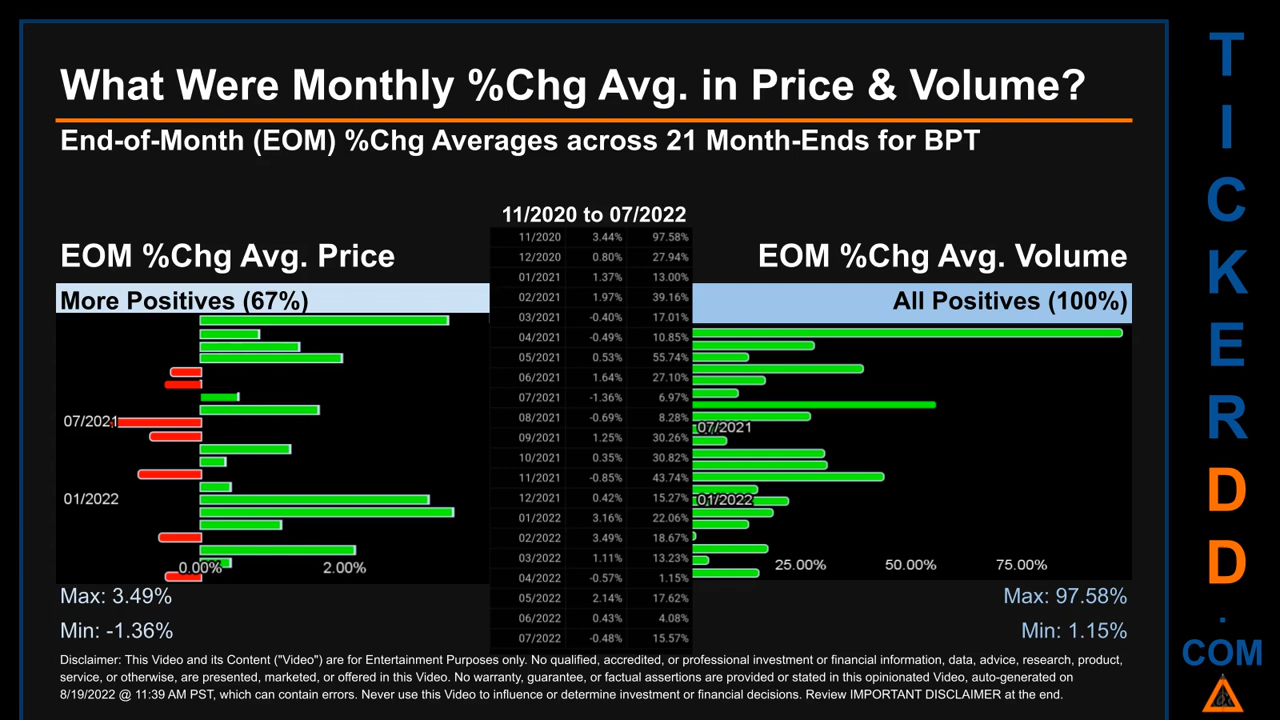 What Were Monthly %Chg Avg. in Price & Volume?
End-of-Month (EOM) %Chg Averages across 21 Month-Ends for BPT
11/2020 to 07/2022
EOM %Chg Avg. Price
More Positives (67%)
07/2021
01/2022
0.00% 2.00%
Max: 3.49%
Min: -1.36%
11/2020 3.44% 97.58%
12/2020 0.80% 27.94%
01/2021 1.37% 13.00%
02/2021 1.97% 39.16%
03/2021 -0.40% 17.01%
04/2021 -0.49% 10.85%
05/2021 0.53% 55.74%
06/2021 1.64% 27.10%
07/2021 -1.36% 6.97%
08/2021 -0.69% 8.28%
09/2021 1.25% 30.26%
10/2021 0.35% 30.82%
11/2021 -0.85% 43.74%
12/2021 0.42% 15.27%
01/2022 3.16% 22.06%
02/2022 3.49% 18.67%
03/2022 1.11% 13.23%
04/2022 -0.57% 1.15%
05/2022 2.14% 17.62%
06/2022 0.43% 4.08%
07/2022 -0.48% 15.57%
EOM %Chg Avg. Volume
All Positives (100%)
07/2021
01/2022
25.00% 50.00% 75.00%
Max: 97.58%
Min: 1.15%
Disclaimer: This Video and its Content ("Video") are for Entertainment Purposes only. No qualified, accredited, or professional investment or financial information, data, advice, research, product,
service, or otherwise, are presented, marketed, or offered in this Video. No warranty, guarantee, or factual assertions are provided or stated in this opinionated Video, auto-generated on
8/19/2022 @ 11:39 AM PST, which can contain errors. Never use this Video to influence or determine investment or financial decisions. Review IMPORTANT DISCLAIMER at the end.
T
I
C
K
E
R
D
D
.
COM